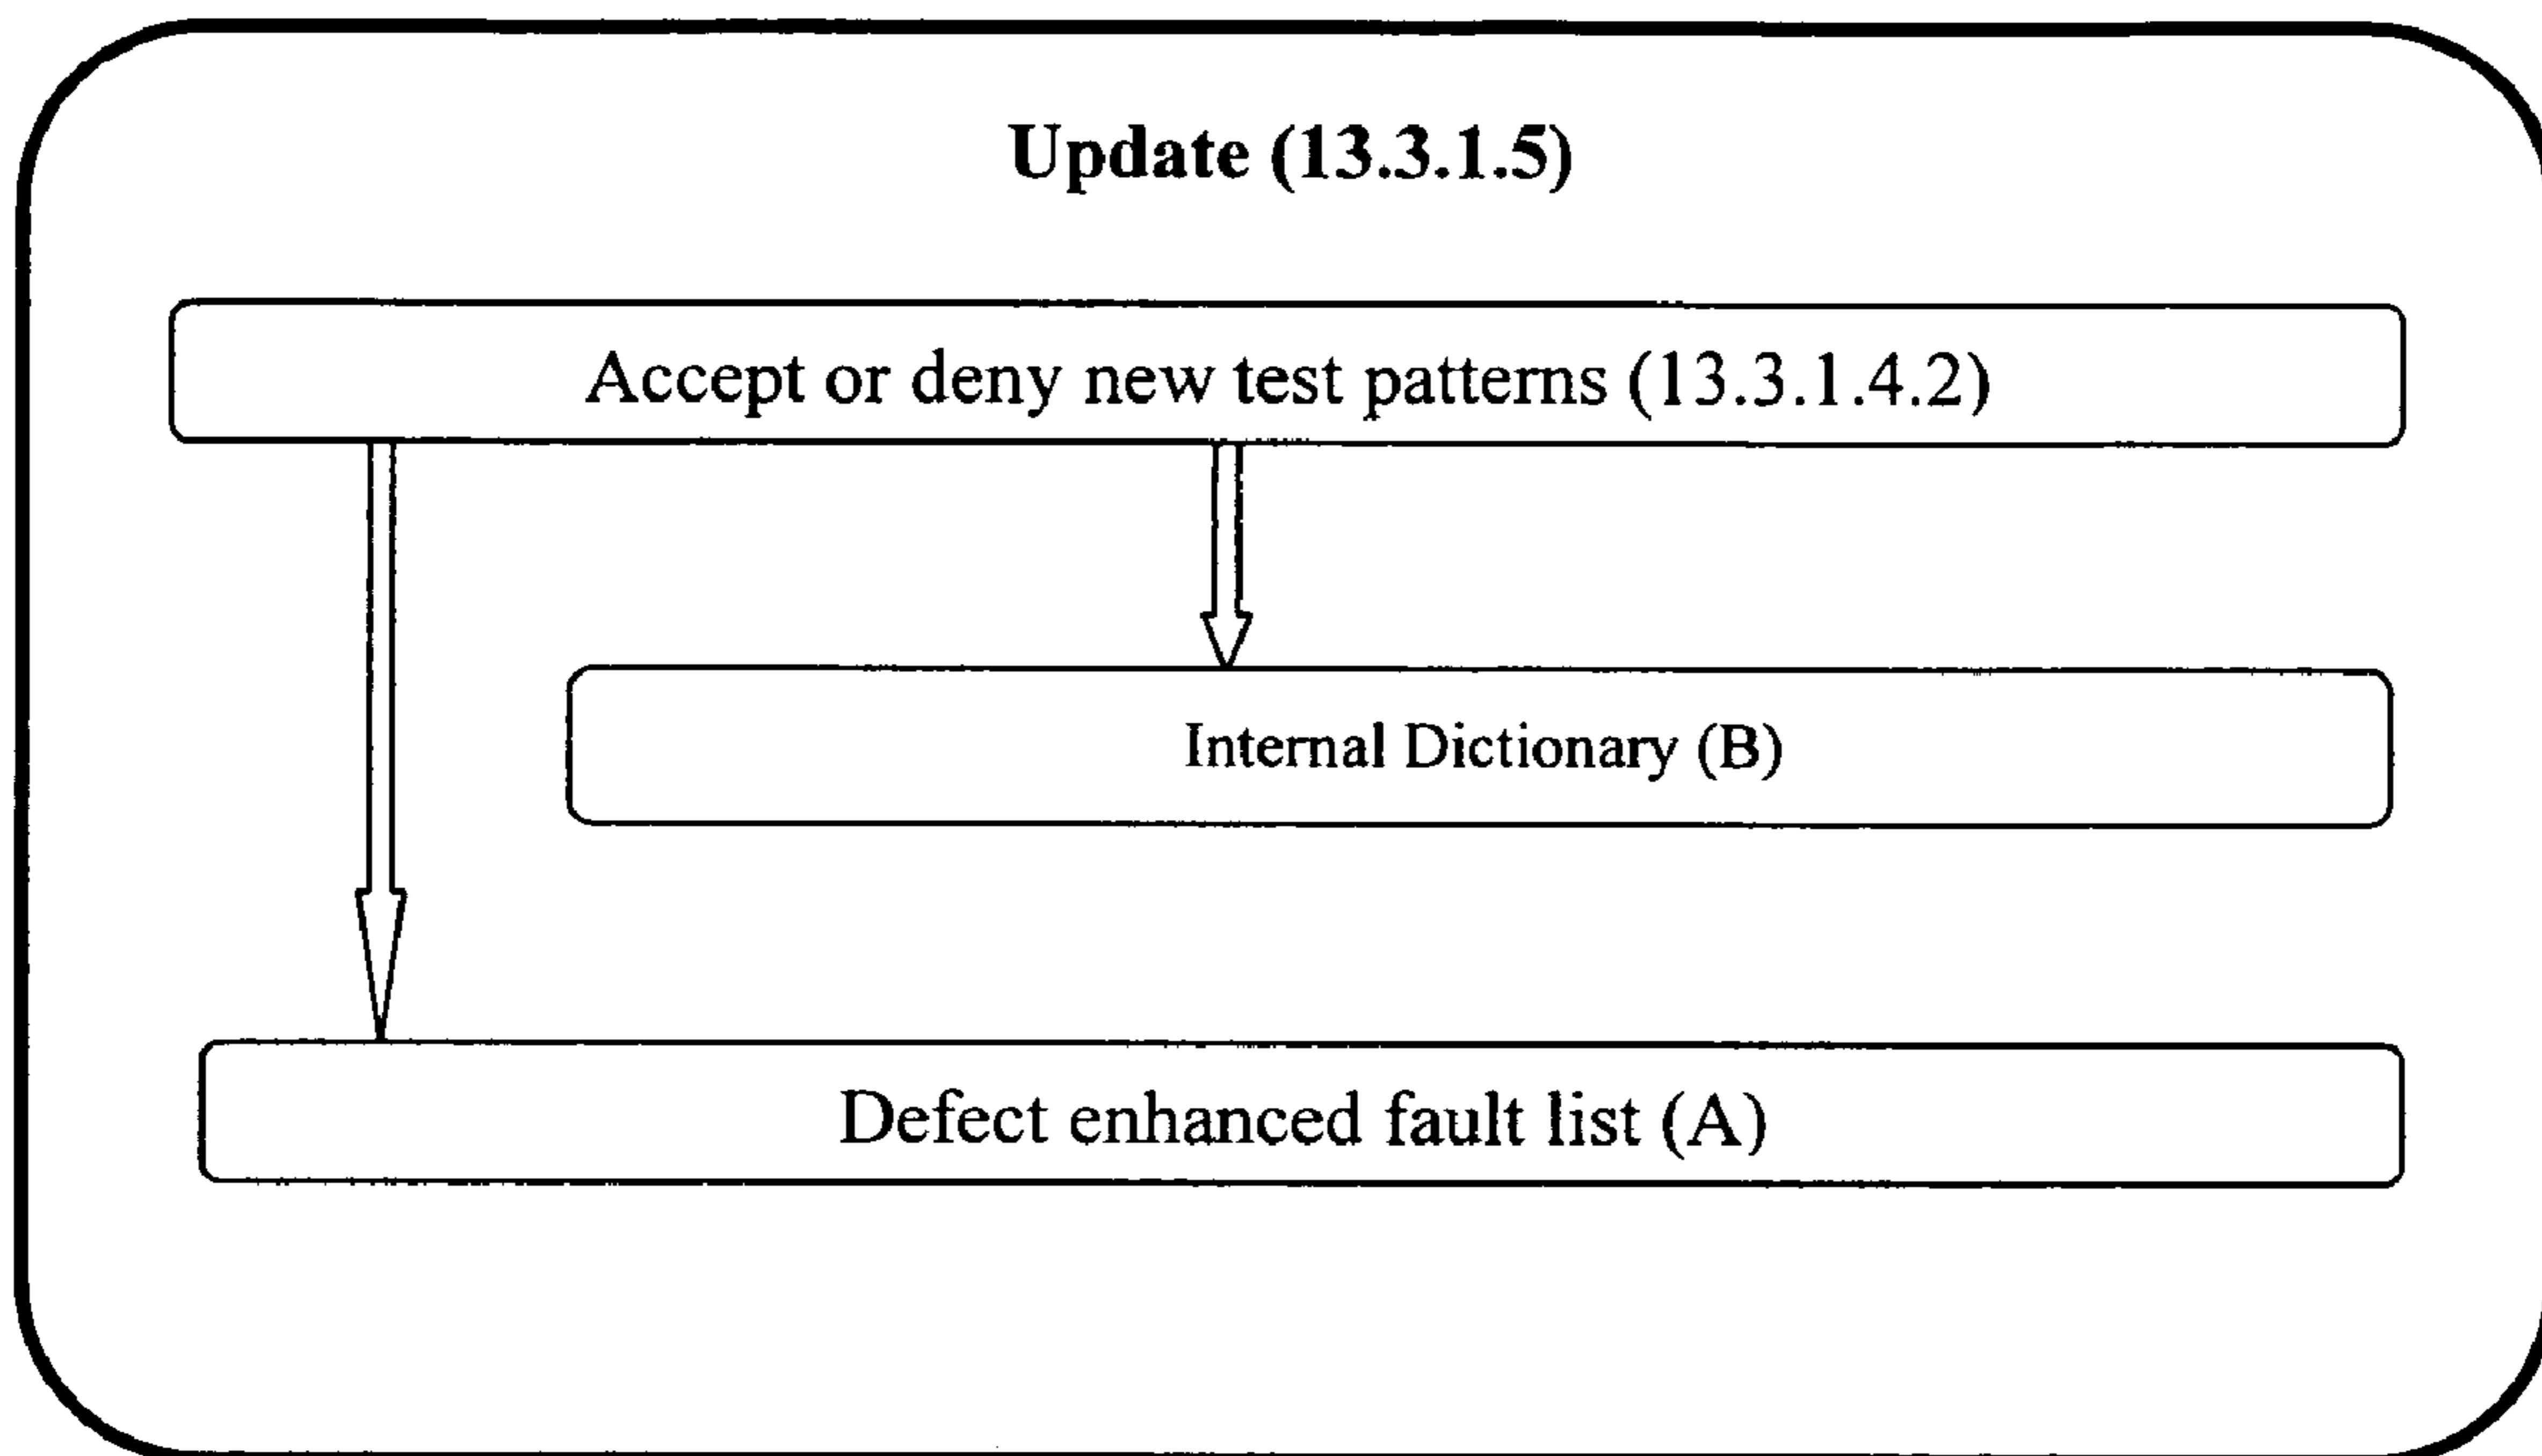 Update (13.3.1.5)
Accept or deny new test patterns (13.3.1.4.2)
Internal Dictionary (B)
Defect enhanced fault list (A)